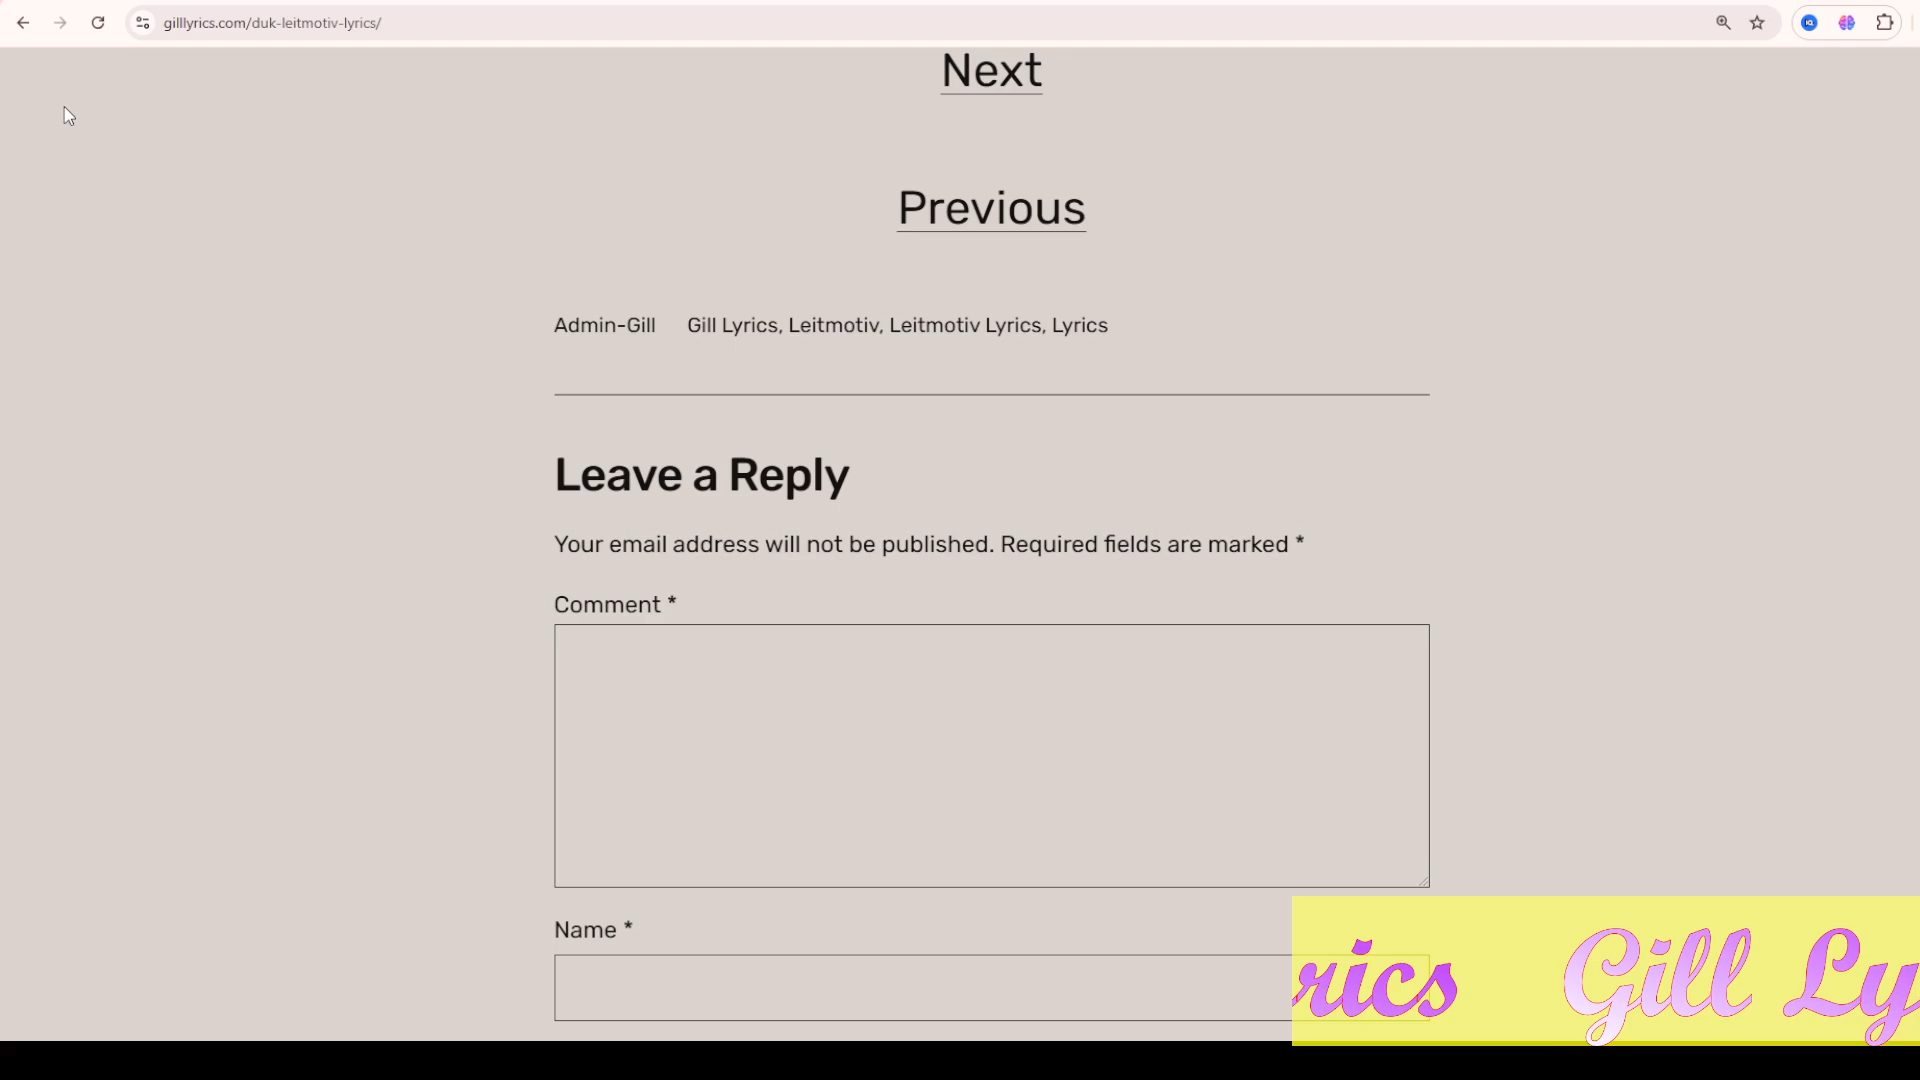 gilllyrics.com/duk-leitmotiv-lyrics/
Next
Previous
Admin-Gill Gill Lyrics, Leitmotiv, Leitmotiv Lyrics, Lyrics
Leave a Reply
Your email address will not be published. Required fields are marked *
Comment *
Name *
rics Gill Ly